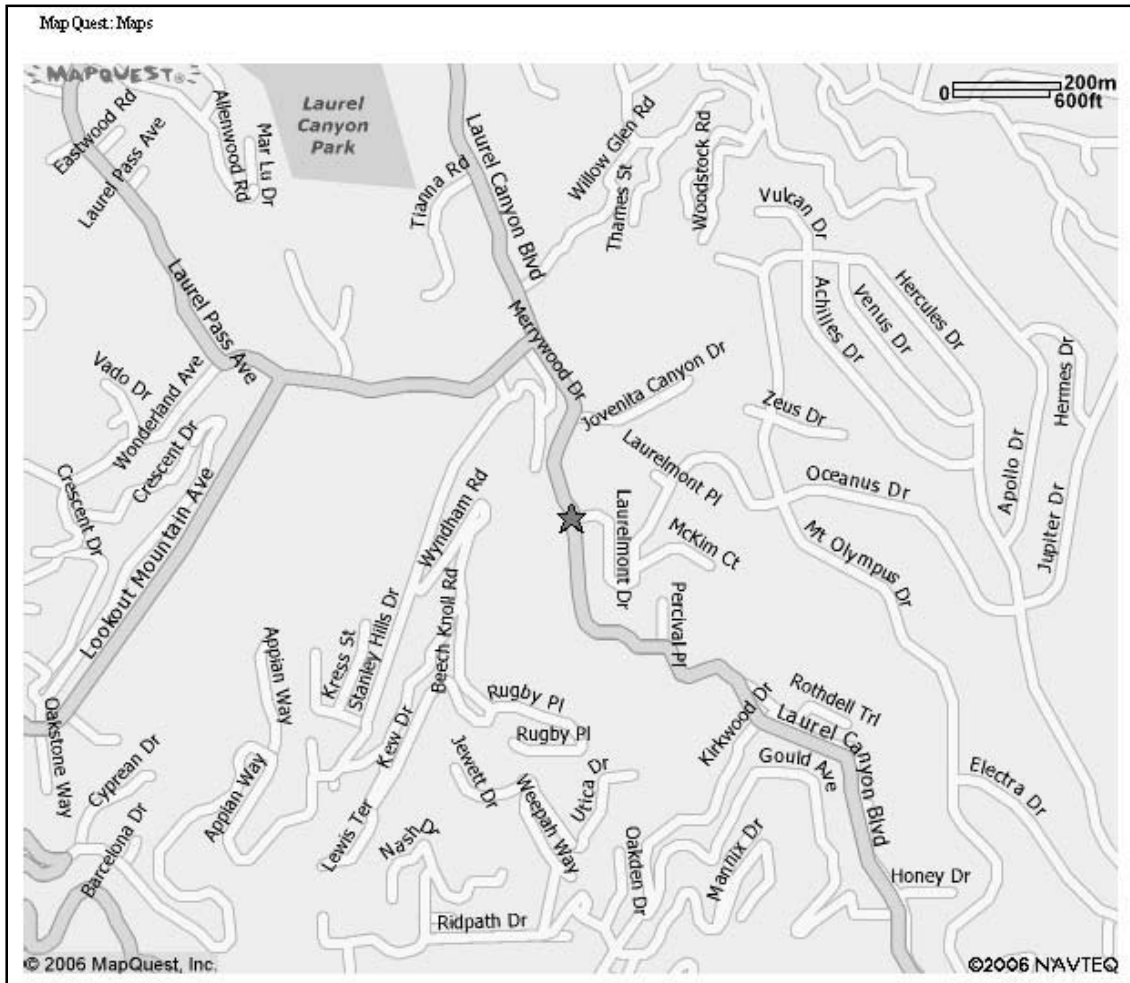 MapQuest: Maps
MAPQUEST®
0 200m
600ft
Laurel
Canyon
Park
Eastwood Rd
Laurel Pass Ave
Allenwood Rd
Mar Lu Dr
Tianna Rd
Laurel Canyon Blvd
Willow Glen Rd
Thames St
Woodstock Rd
Vulkan Dr
Achilles Dr
Venus Dr
Hercules Dr
Hermes Dr
Laurel Pass Ave
Merrywood Dr
Jovenita Canyon Dr
Vado Dr
Wonderland Ave
Crescent Dr
Crescent Dr
Lookout Mountain Ave
Zeus Dr
Laurelmont Pl
Oceanus Dr
Apollo Dr
Jupiter Dr
Wyndham Rd
Laurelmont Dr
McKim Ct
Mt Olympus Dr
Percival Pl
Beech Knoll Rd
Stanley Hills Dr
Kress St
Appian Way
Appian Way
Kew Dr
Rugby Pl
Rugby Pl
Kirkwood Dr
Rothdell Trl
Laurel Canyon Blvd
Gould Ave
Oakstone Way
Cyprean Dr
Barcelona Dr
Lewis Ter
Jewett Dr
Nash Dr
Weepah Way
Utica Dr
Oakden Dr
Mannix Dr
Electra Dr
Honey Dr
Ridpath Dr
© 2006 MapQuest, Inc.
©2006 NAVTEQ